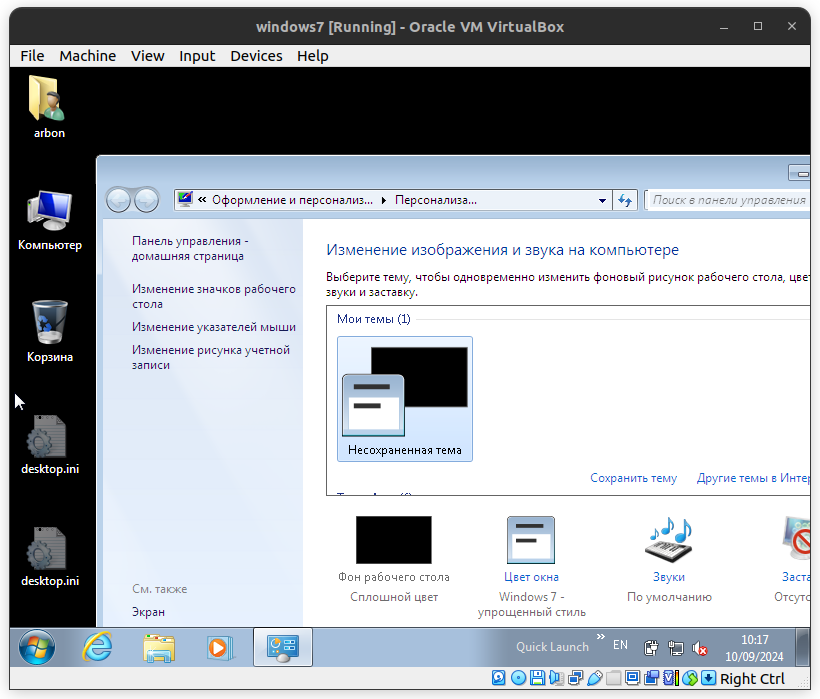 windows7 [Running] - Oracle VM VirtualBox
File Machine View Input Devices Help
arbon
Компьютер
Корзина
desktop.ini
desktop.ini
« Оформление и персонализ... Персонализа...
Поиск в панели управления
Панель управления -
домашняя страница
Изменение значков рабочего
стола
Изменение указателей мыши
Изменение рисунка учетной
записи
См. также
Экран
Изменение изображения и звука на компьютере
Выберите тему, чтобы одновременно изменить фоновый рисунок рабочего стола, цве
звуки и заставку.
Мои темы (1)
Несохраненная тема
Сохранить тему Другие темы в Интер
Фон рабочего стола
Сплошной цвет
Цвет окна
Windows 7 -
упрощенный стиль
Звуки
По умолчанию
Заста
Отсутс
Quick Launch » EN
10:17
10/09/2024
Right Ctrl